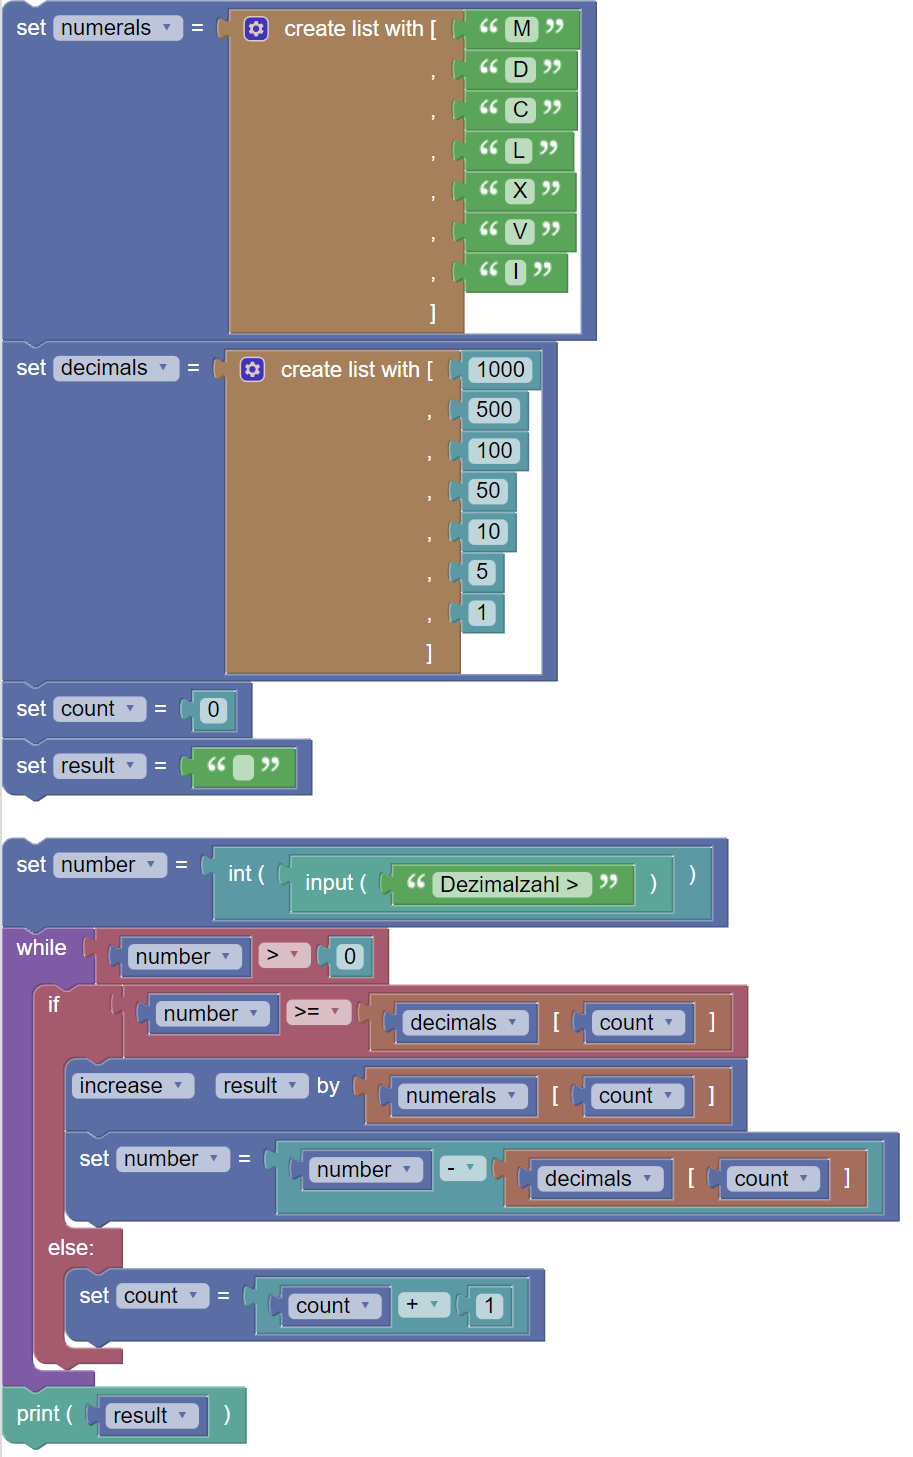 set numerals = create list with [ “ M ”
, “ D ”
, “ C ”
, “ L ”
, “ X ”
, “ V ”
, “ I ”
]
set decimals = create list with [ 1000
, 500
, 100
, 50
, 10
, 5
, 1
]
set count = 0
set result = “ ”
set number = int ( input ( “ Dezimalzahl > ” ) )
while number > 0
if number >= decimals [ count ]
increase result by numerals [ count ]
set number = number - decimals [ count ]
else:
set count = count + 1
print ( result )